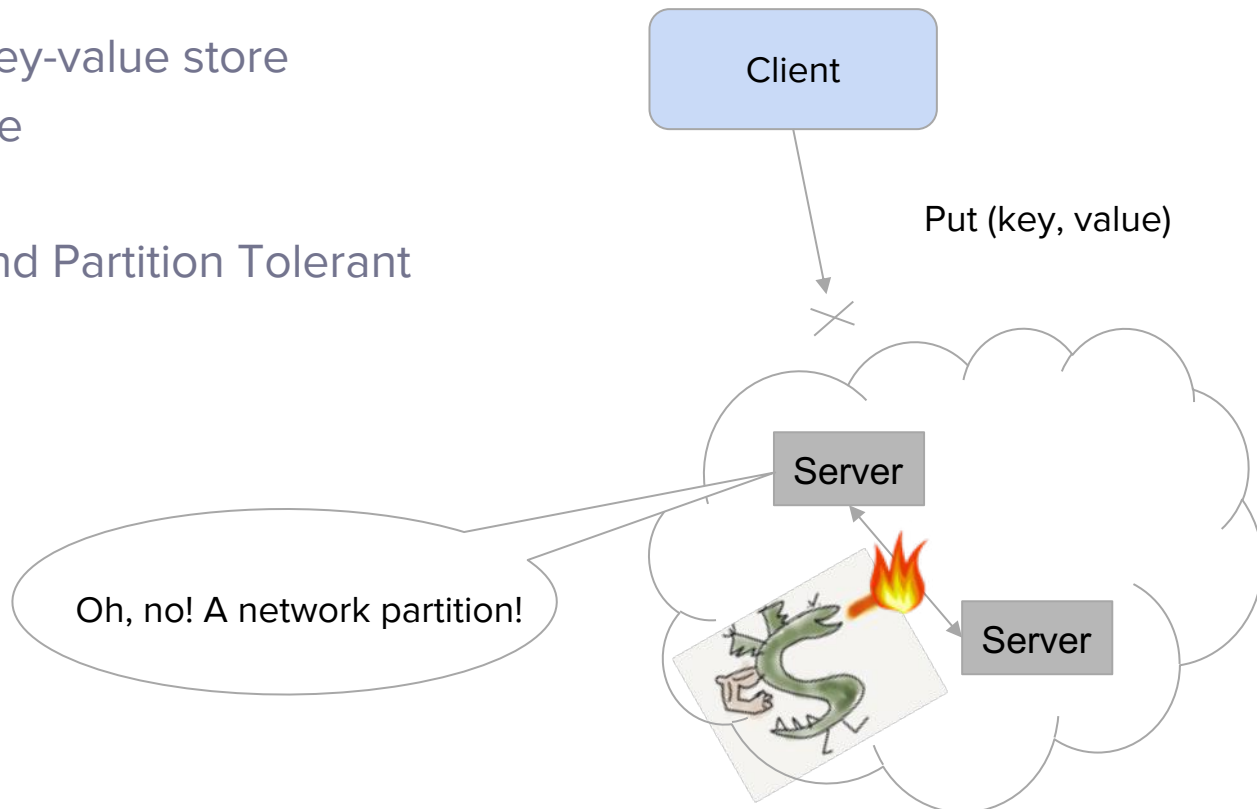 ey-value store
e
nd Partition Tolerant
Client
Put (key, value)
Server
Oh, no! A network partition!
Server